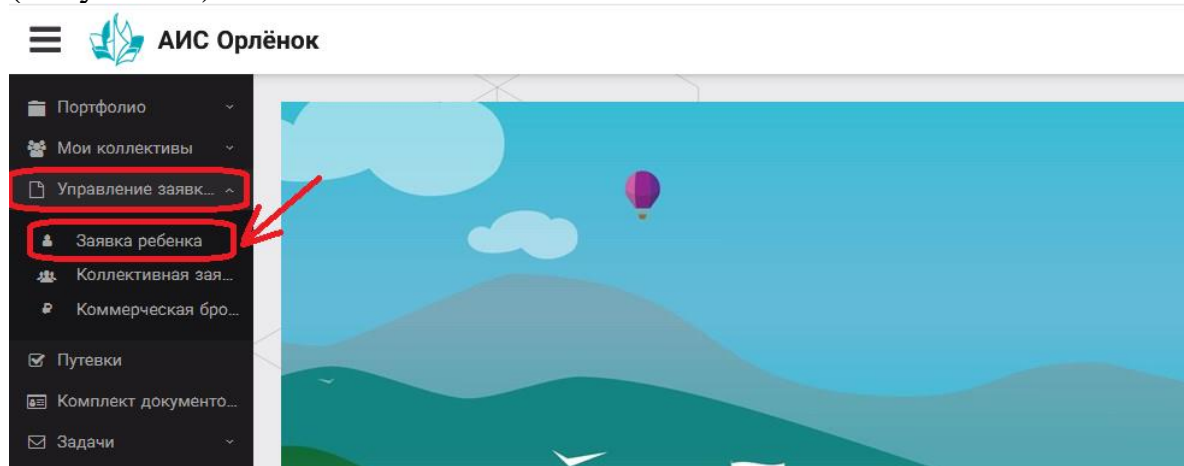 АИС Орлёнок
Портфолио
Мои коллективы
Управление заявк...
Заявка ребенка
Коллективная зая...
Коммерческая бро...
Путевки
Комплект документо...
Задачи